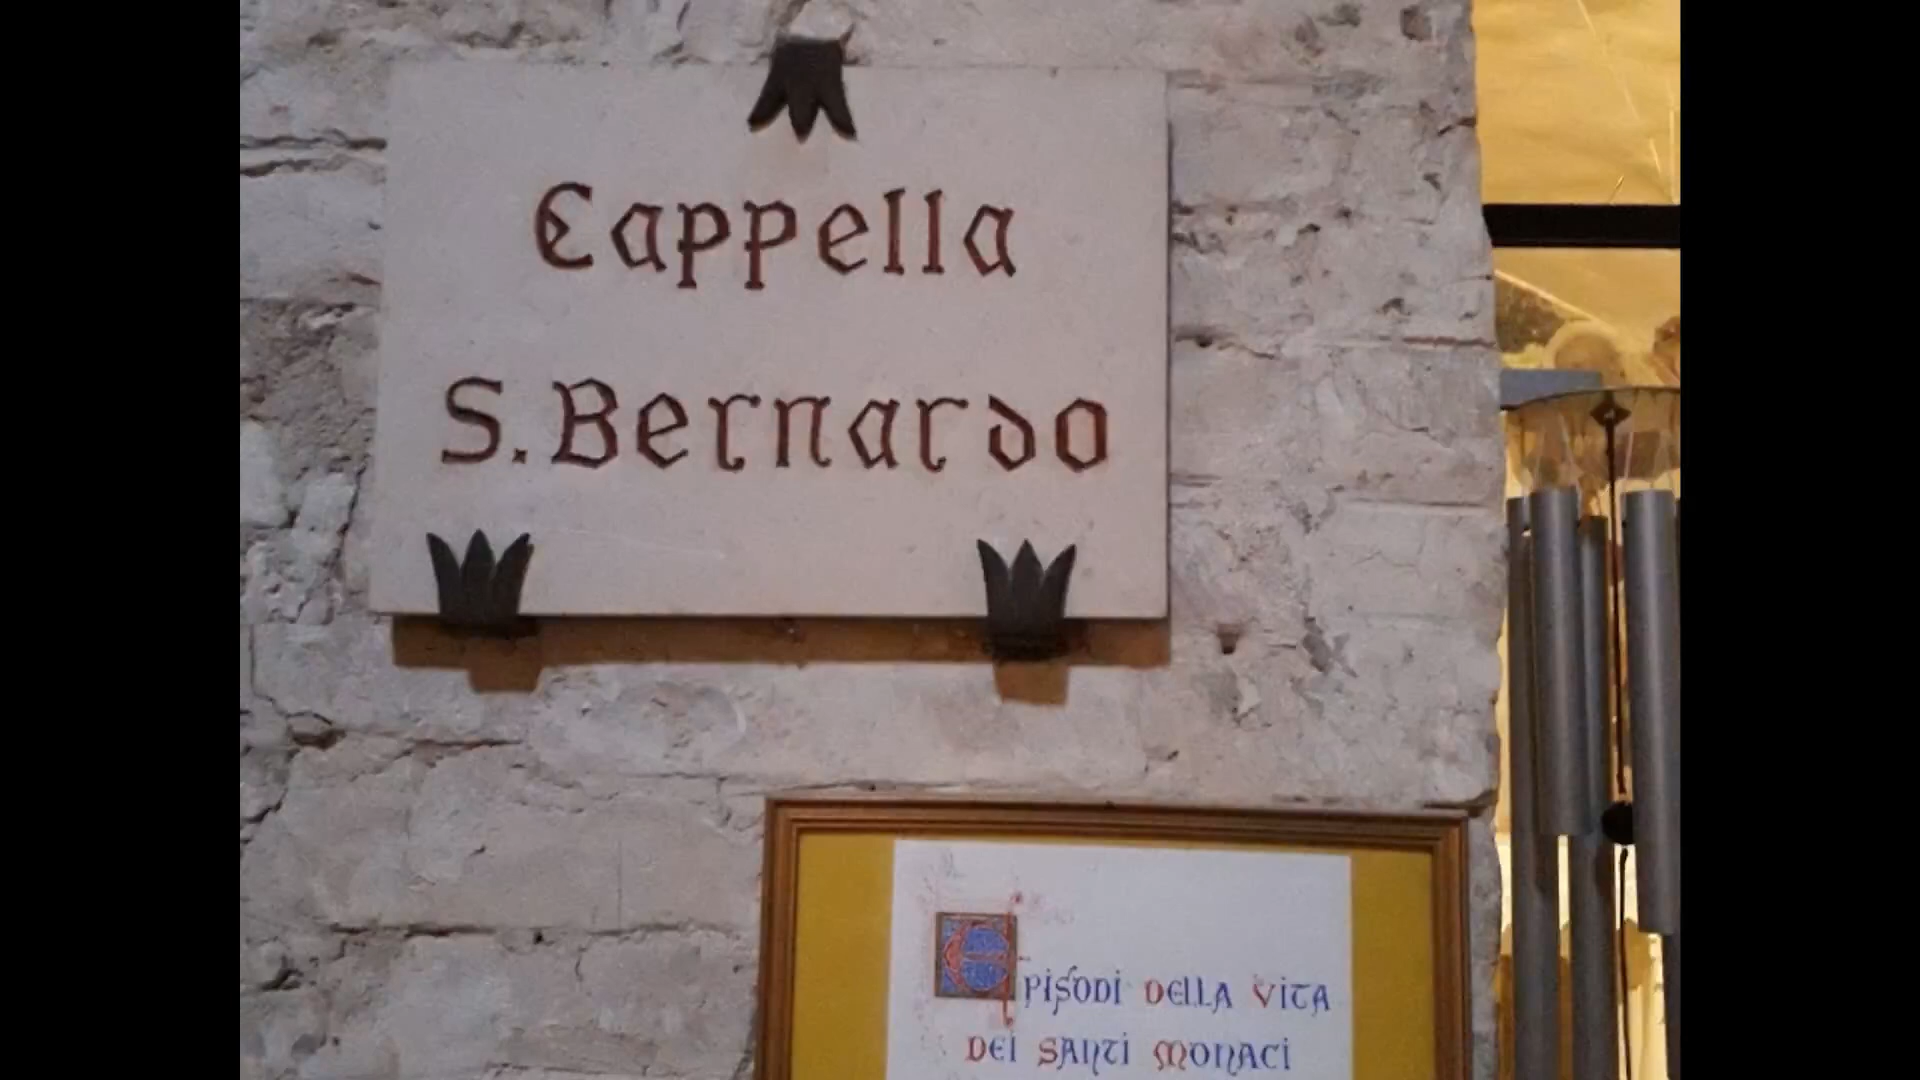 Cappella
S. Bernardo
EPISODI DELLA VITA
DEI SANTI MONACI